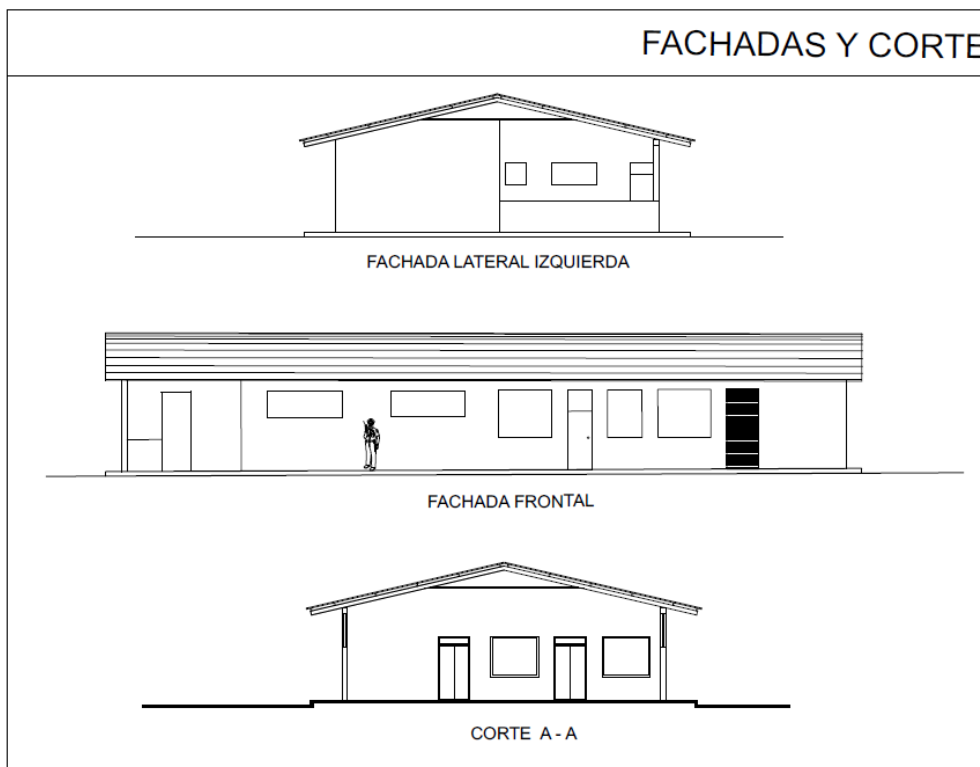 FACHADAS Y CORTE
FACHADA LATERAL IZQUIERDA
FACHADA FRONTAL
CORTE A - A